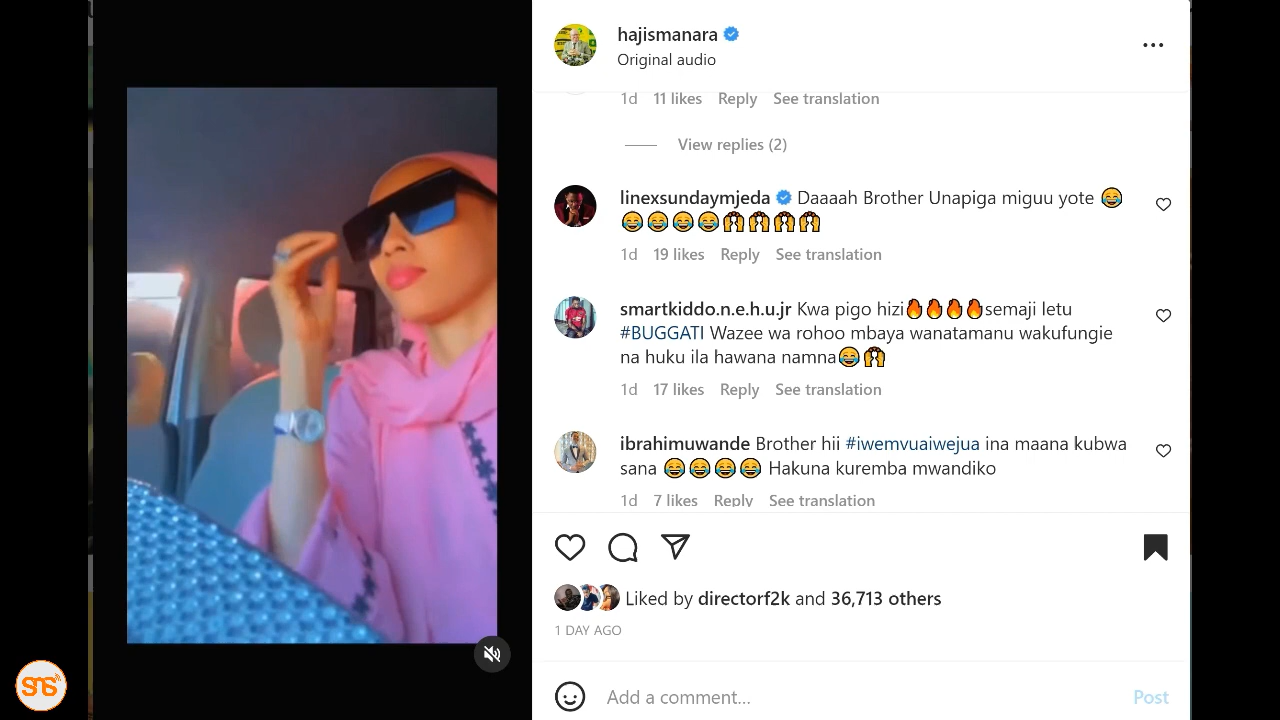 hajismanara
Original audio
1d 11 likes Reply See translation
View replies (2)
linexsundaymjeda Daaaah Brother Unapiga miguu yote 😂
😂😂😂😂🙌🙌🙌🙌
1d 19 likes Reply See translation
smartkiddo.n.e.h.u.jr Kwa pigo hizi🔥🔥🔥🔥semaji letu
#BUGGATI Wazee wa rohoo mbaya wanatamanu wakufungie
na huku ila hawana namna😂🙌
1d 17 likes Reply See translation
ibrahimuwande Brother hii #iwemvuaiwejua ina maana kubwa
sana 😂😂😂😂 Hakuna kuremba mwandiko
1d 7 likes Reply See translation
Liked by directorf2k and 36,713 others
1 DAY AGO
Add a comment... Post
SNS